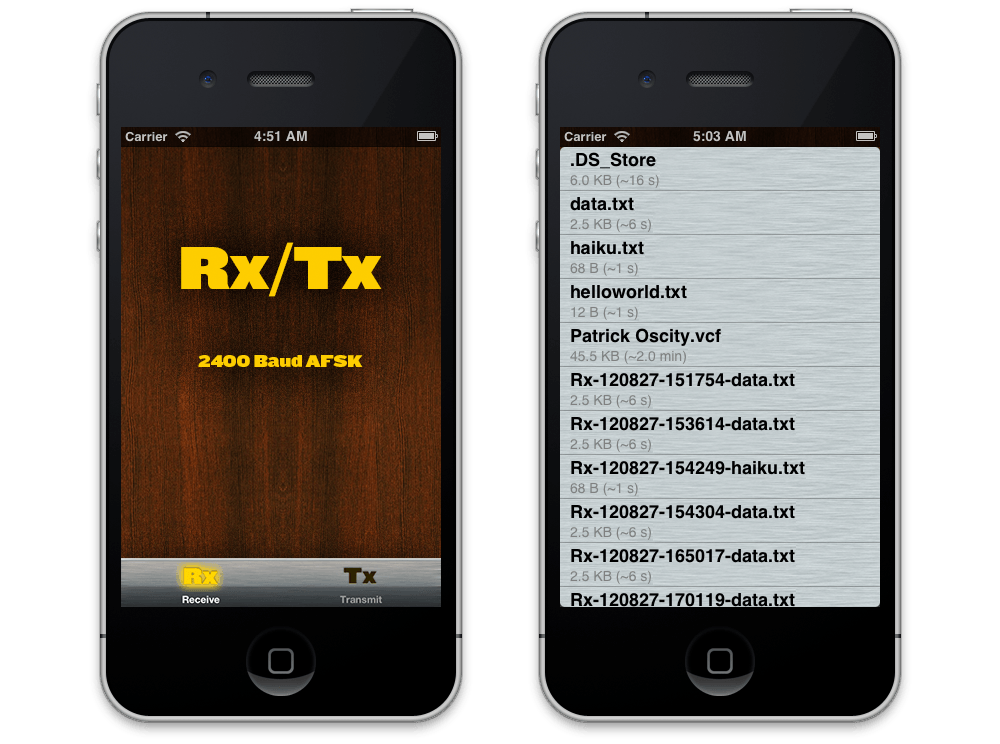 Carrier 4:51 AM
Rx/Tx
2400 Baud AFSK
Rx Tx
Receive Transmit
Carrier 5:03 AM
.DS_Store
6.0 KB (~16 s)
data.txt
2.5 KB (~6 s)
haiku.txt
68 B (~1 s)
helloworld.txt
12 B (~1 s)
Patrick Oscity.vcf
45.5 KB (~2.0 min)
Rx-120827-151754-data.txt
2.5 KB (~6 s)
Rx-120827-153614-data.txt
2.5 KB (~6 s)
Rx-120827-154249-haiku.txt
68 B (~1 s)
Rx-120827-154304-data.txt
2.5 KB (~6 s)
Rx-120827-165017-data.txt
2.5 KB (~6 s)
Rx-120827-170119-data.txt